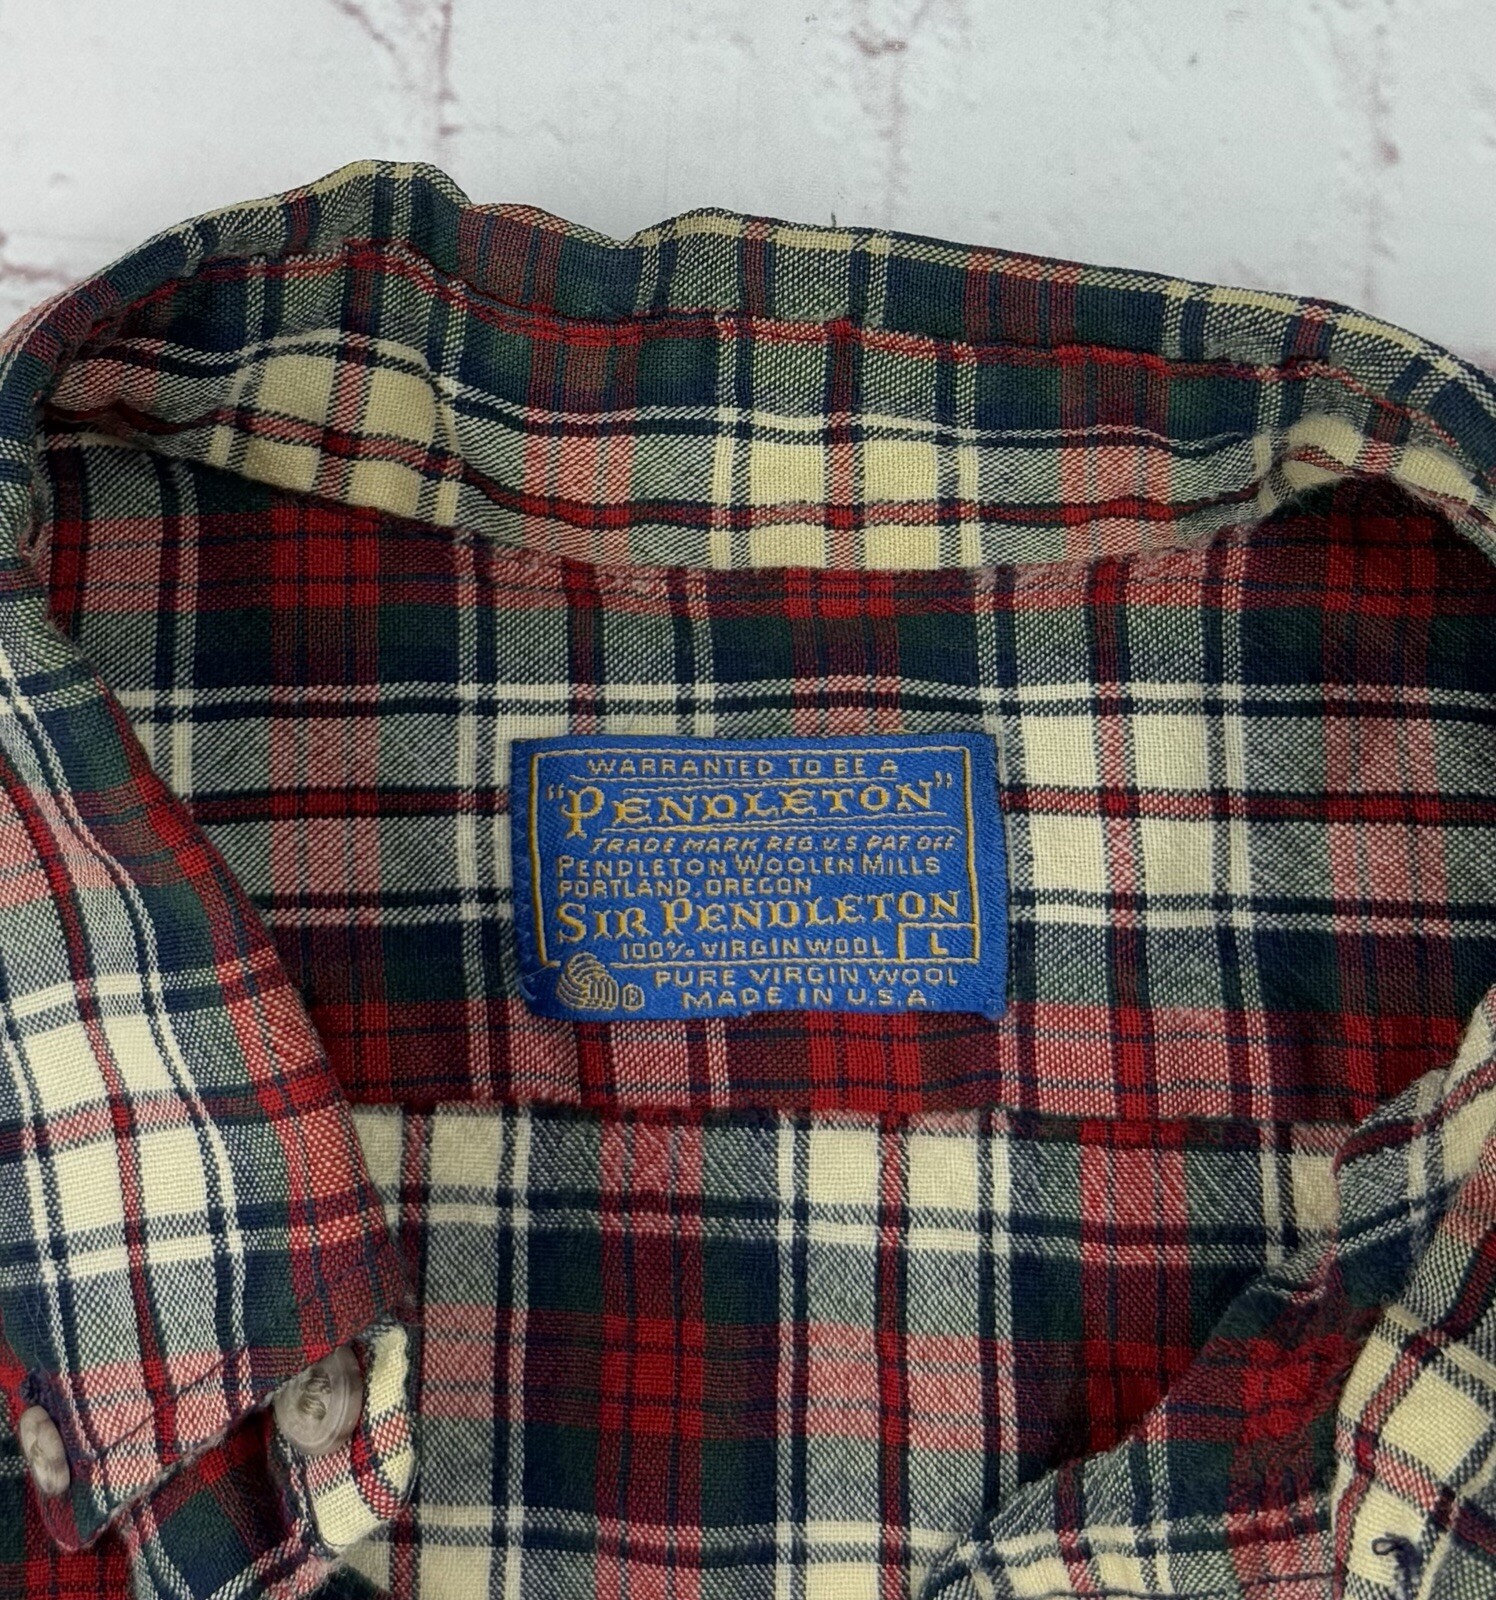 WARRANTED TO BE A
"PENDLETON"
TRADE MARK REG. U.S. PAT OFF
PENDLETON WOOLEN MILLS
PORTLAND, OREGON
SIR PENDLETON
100% VIRGIN WOOL L
PURE VIRGIN WOOL
MADE IN U.S.A.